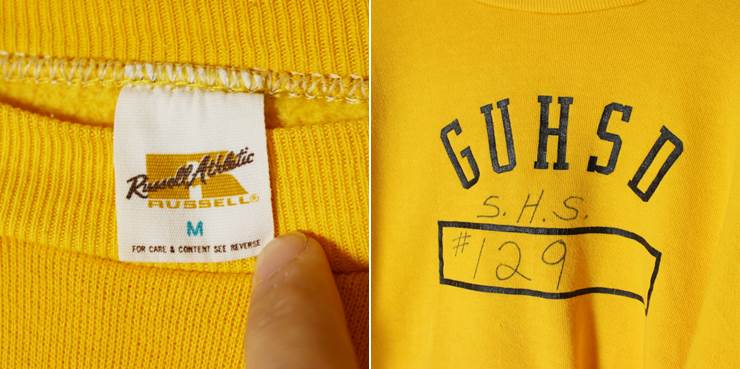 Russell Athletic
RUSSELL®
M
FOR CARE & CONTENT SEE REVERSE
GUHSD
S.H.S.
#129